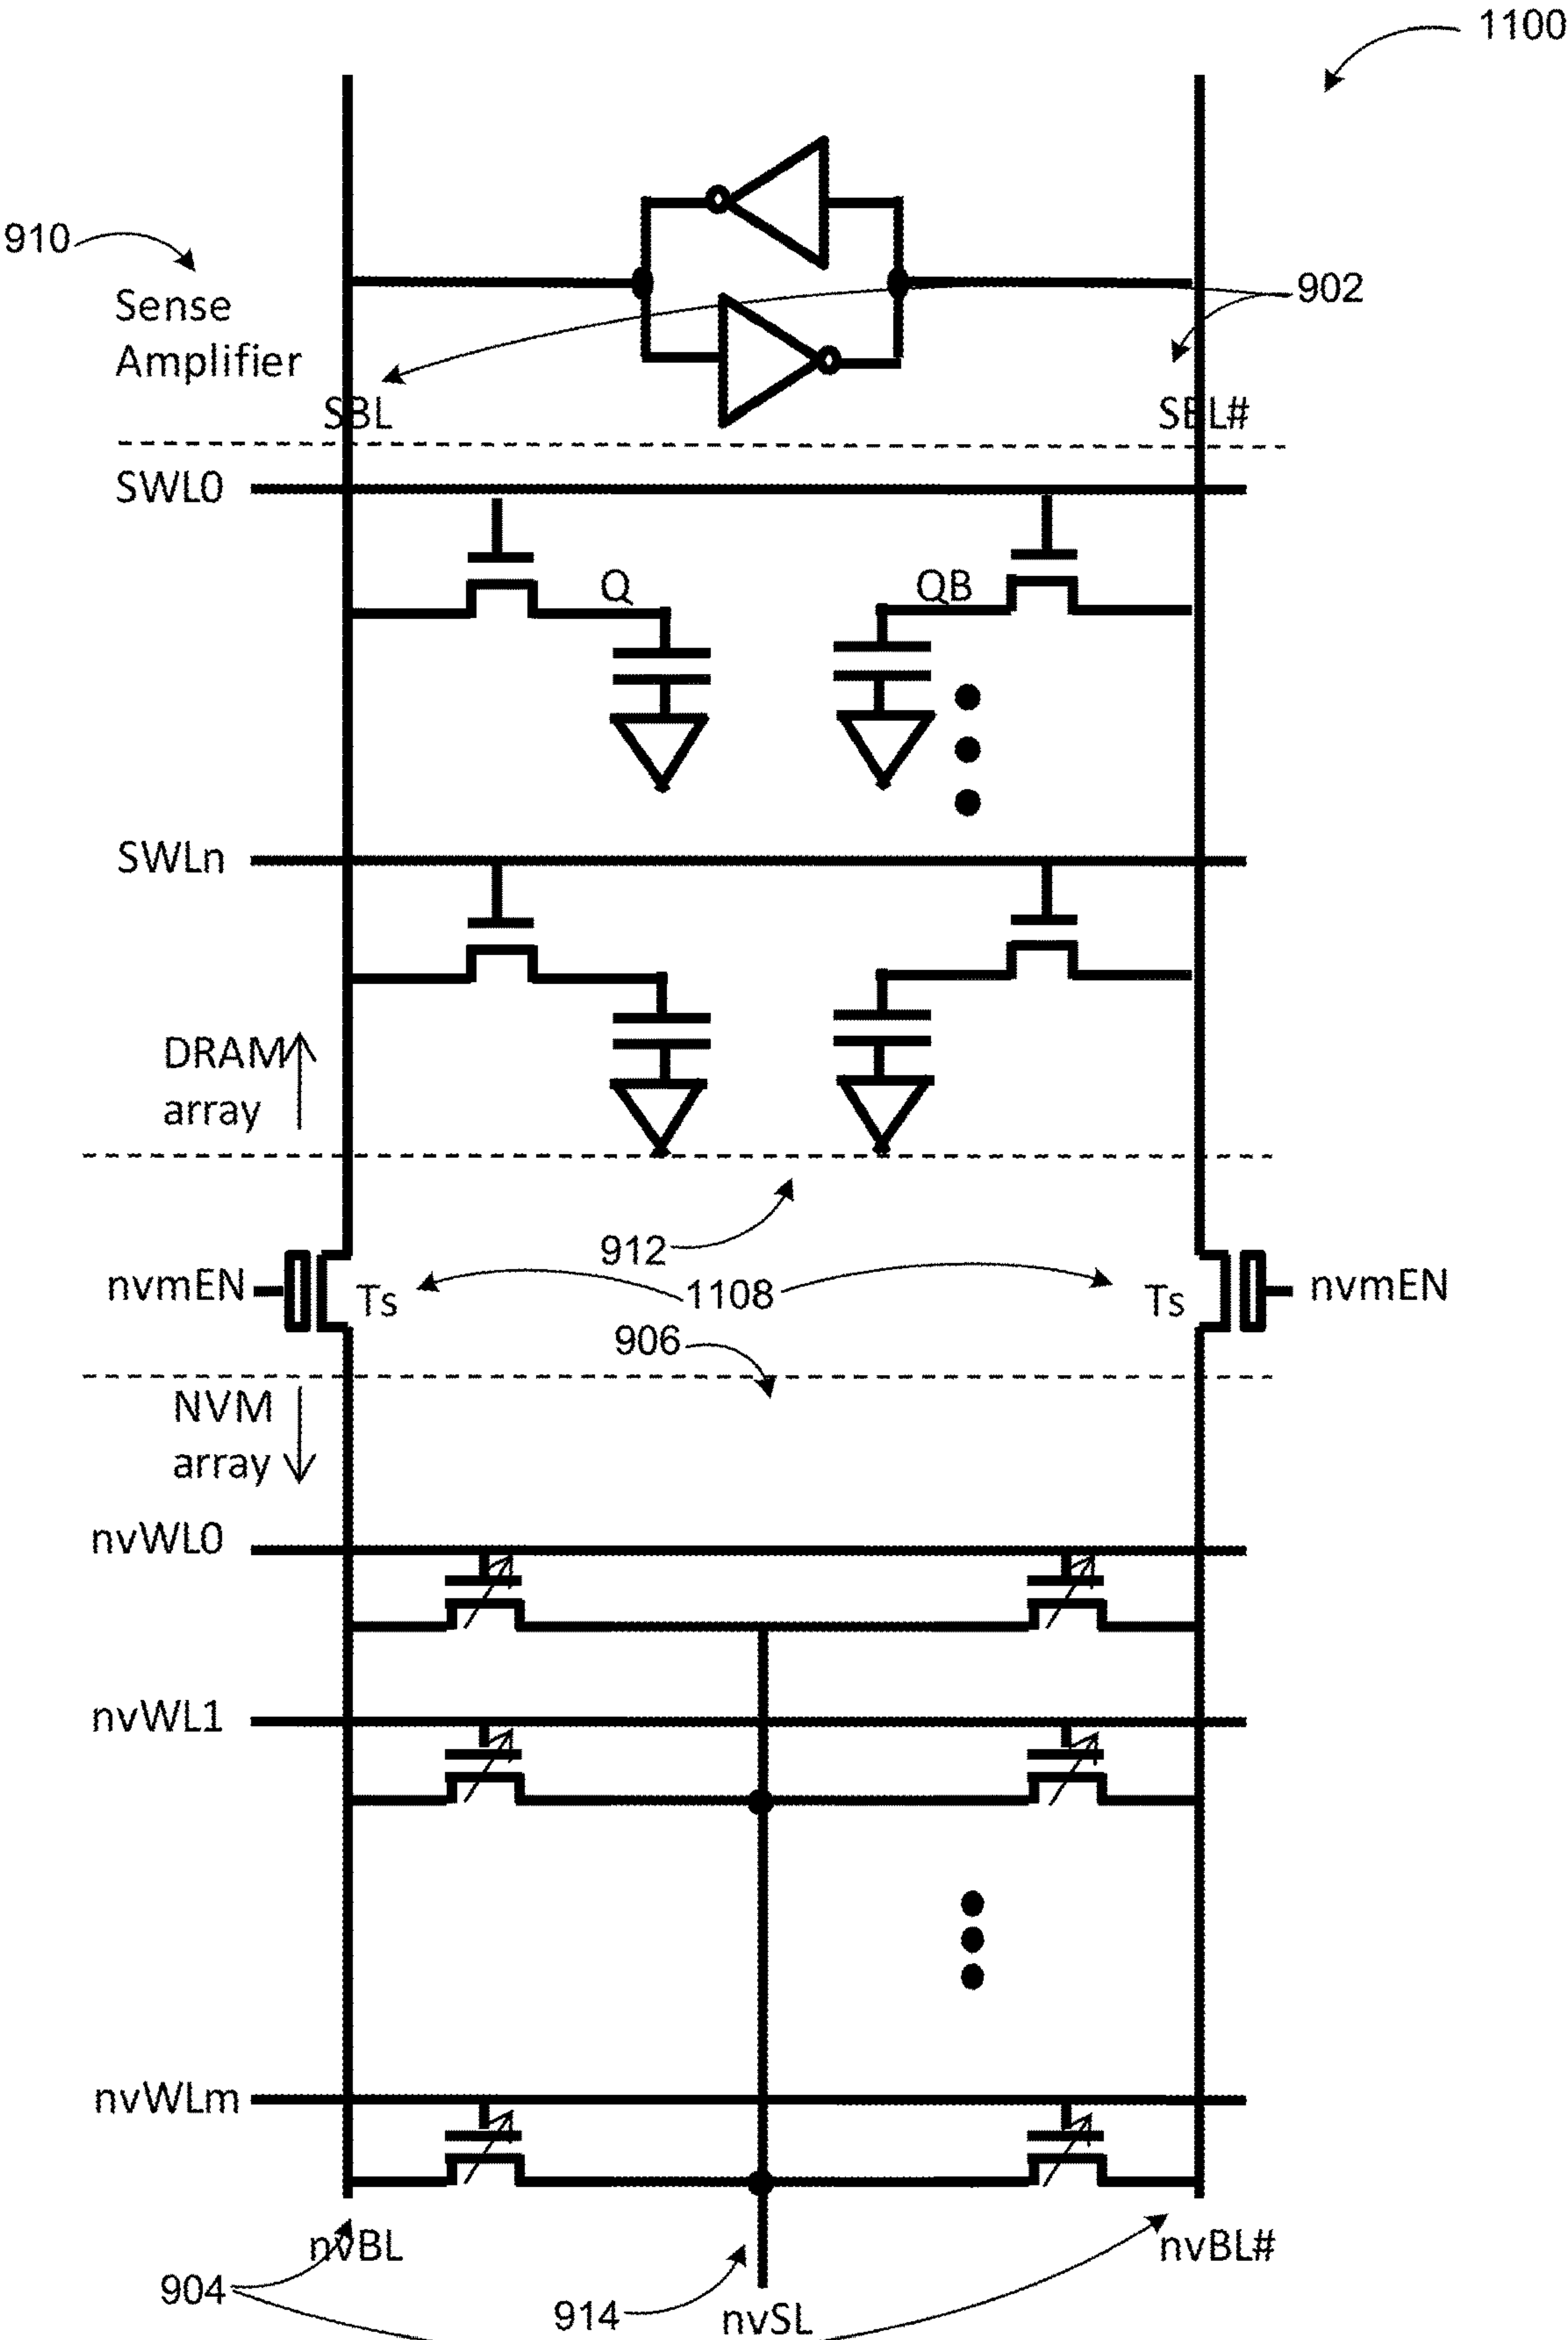 1100
910
Sense
Amplifier
902
SBL
SBL#
SWL0
Q
QB
SWLn
DRAM
array
912
nvmEN
Ts
1108
Ts
nvmEN
906
NVM
array
nvWL0
nvWL1
nvWLm
nvBL
nvBL#
904
914
nvSL